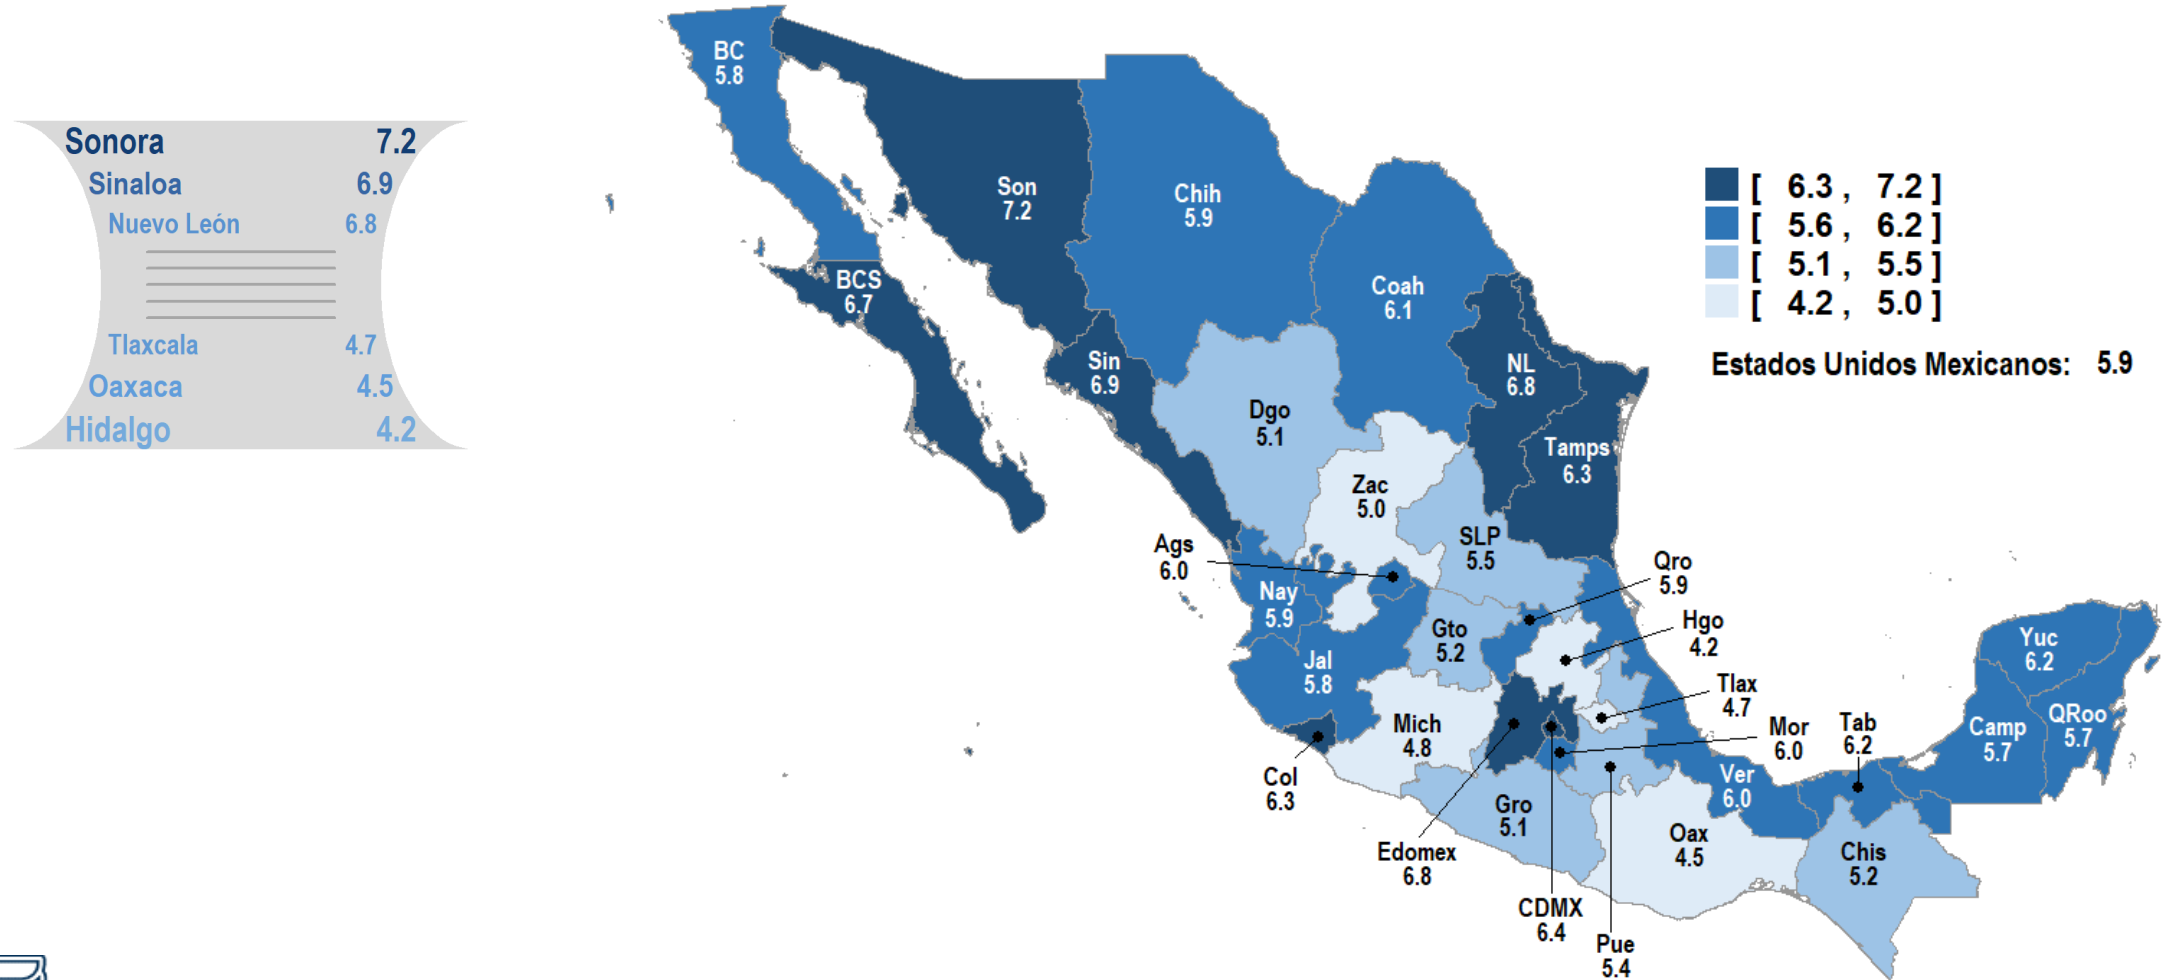 Sonora 7.2
Sinaloa 6.9
Nuevo León 6.8
Tlaxcala 4.7
Oaxaca 4.5
Hidalgo 4.2
BC
5.8
Son
7.2
Chih
5.9
BCS
6.7
Coah
6.1
Sin
6.9
NL
6.8
Dgo
5.1
Tamps
6.3
Zac
5.0
SLP
5.5
Ags
6.0
Qro
5.9
Nay
5.9
Hgo
4.2
Gto
5.2
Jal
5.8
Tlax
4.7
Mich
4.8
Mor
6.0
Tab
6.2
Yuc
6.2
QRoo
5.7
Camp
5.7
Col
6.3
Ver
6.0
Gro
5.1
Oax
4.5
Edomex
6.8
Chis
5.2
CDMX
6.4
Pue
5.4
[ 6.3 , 7.2 ]
[ 5.6 , 6.2 ]
[ 5.1 , 5.5 ]
[ 4.2 , 5.0 ]
Estados Unidos Mexicanos: 5.9